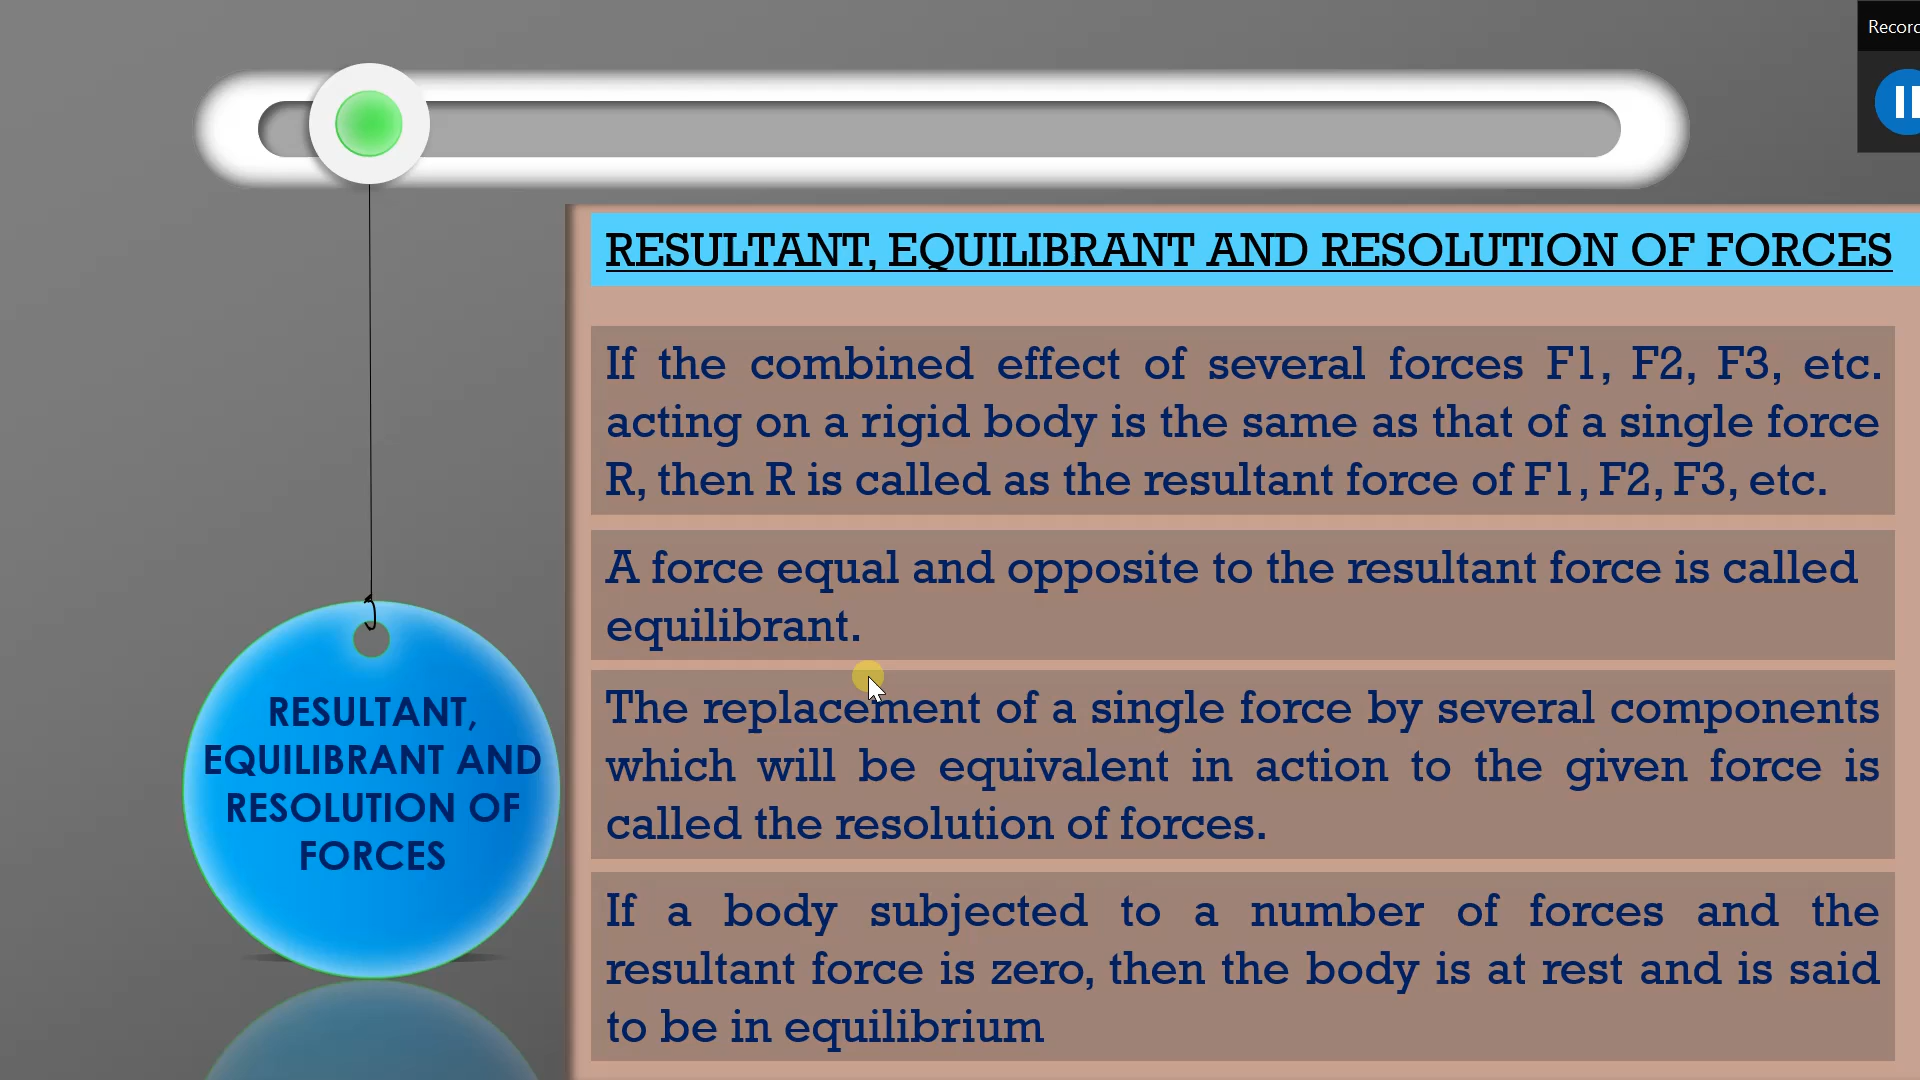 Record
RESULTANT, EQUILIBRANT AND RESOLUTION OF FORCES
If the combined effect of several forces F1, F2, F3, etc.
acting on a rigid body is the same as that of a single force
R, then R is called as the resultant force of F1, F2, F3, etc.
A force equal and opposite to the resultant force is called
equilibrant.
The replacement of a single force by several components
which will be equivalent in action to the given force is
called the resolution of forces.
If a body subjected to a number of forces and the
resultant force is zero, then the body is at rest and is said
to be in equilibrium
RESULTANT,
EQUILIBRANT AND
RESOLUTION OF
FORCES